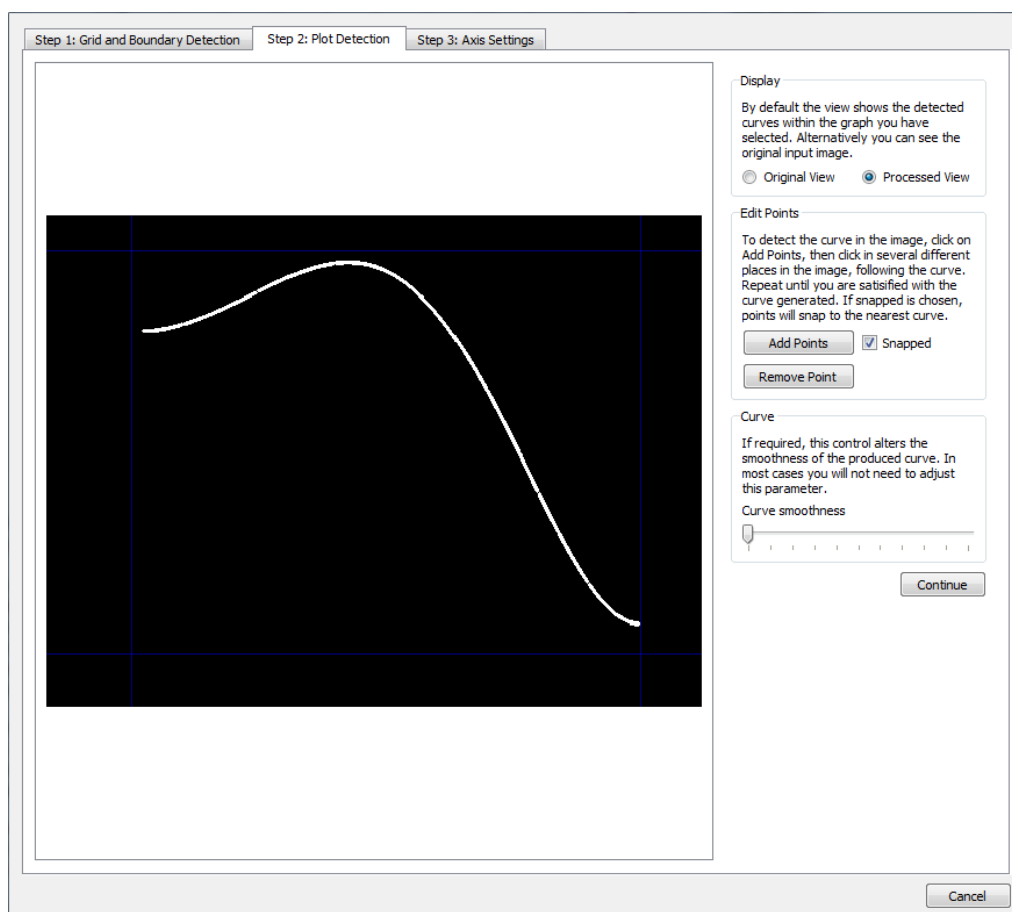 Step 1: Grid and Boundary Detection
Step 2: Plot Detection
Step 3: Axis Settings
Display
By default the view shows the detected
curves within the graph you have
selected. Alternatively you can see the
original input image.
Original View
Processed View
Edit Points
To detect the curve in the image, click on
Add Points, then click in several different
places in the image, following the curve.
Repeat until you are satisified with the
curve generated. If snapped is chosen,
points will snap to the nearest curve.
Add Points
Snapped
Remove Point
Curve
If required, this control alters the
smoothness of the produced curve. In
most cases you will not need to adjust
this parameter.
Curve smoothness
Continue
Cancel